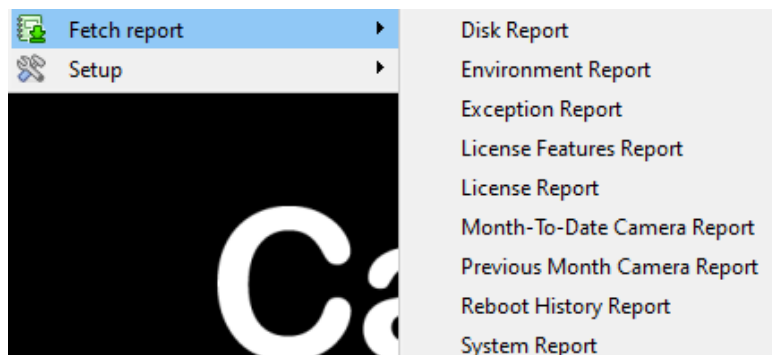 Fetch report
Setup
Disk Report
Environment Report
Exception Report
License Features Report
License Report
Month-To-Date Camera Report
Previous Month Camera Report
Reboot History Report
System Report
Ca